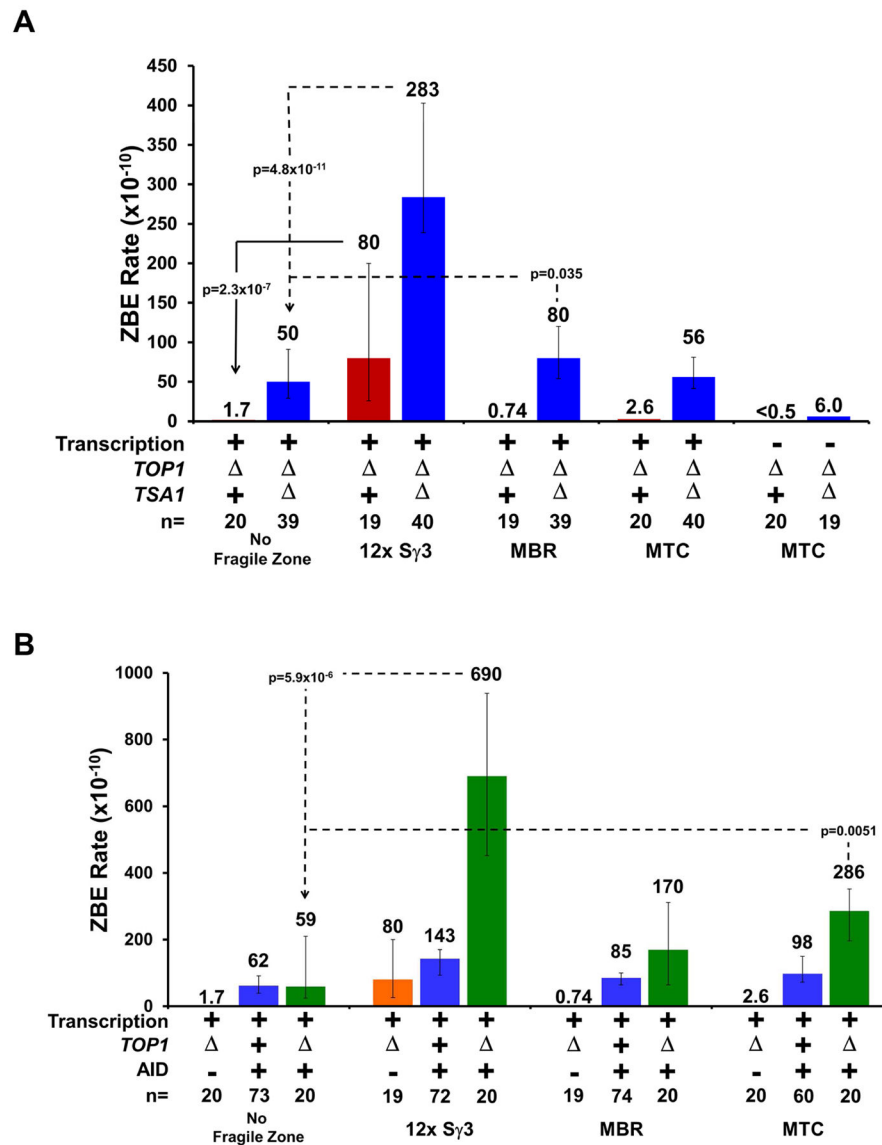 A
ZBE Rate (x10⁻¹⁰)
450
400
350
300
250
200
150
100
50
0
283
p=4.8x10⁻¹¹
80
p=2.3x10⁻⁷
p=0.035
50
80
56
1.7
0.74
2.6
<0.5
6.0
Transcription + + + + + + + + - -
TOP1 Δ Δ Δ Δ Δ Δ Δ Δ Δ Δ
TSA1 + Δ + Δ + Δ + Δ + Δ
n= 20 39 19 40 19 39 20 40 20 19
No
Fragile Zone
12x Sγ3
MBR
MTC
MTC
B
ZBE Rate (x10⁻¹⁰)
1000
800
600
400
200
0
p=5.9x10⁻⁶
690
p=0.0051
286
170
143
59
62
80
85
98
1.7
0.74
2.6
Transcription + + + + + + + + + + + +
TOP1 Δ + Δ Δ + Δ Δ + Δ Δ + Δ
AID - + + - + + - + + - + +
n= 20 73 20 19 72 20 19 74 20 20 60 20
No
Fragile Zone
12x Sγ3
MBR
MTC